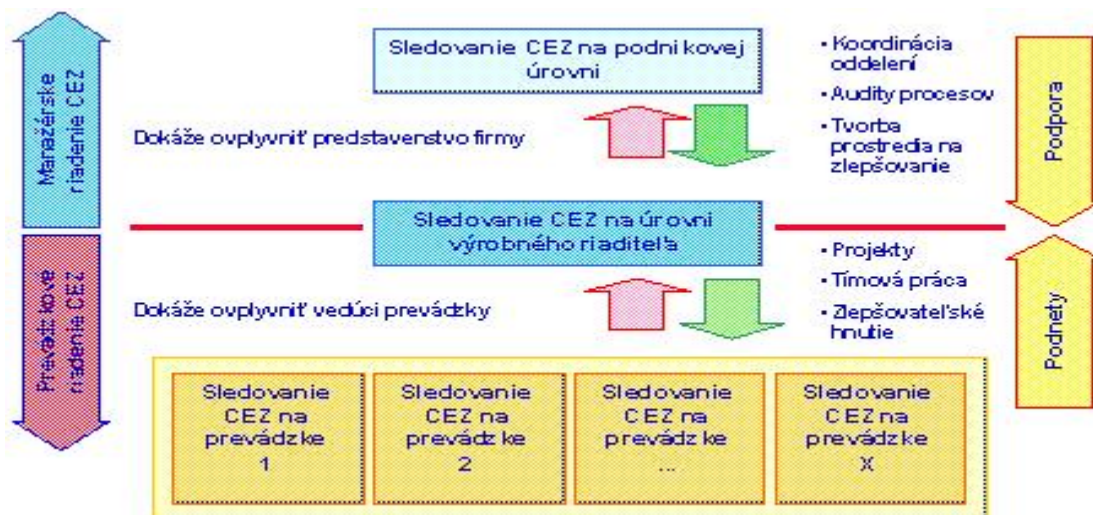 Manažérske
riadenie CEZ
Sledovanie CEZ na podnikovej
úrovni
• Koordinácia
oddelení
• Audity procesov
• Tvorba
prostredia na
zlepšovanie
Podpora
Dokáže ovplyvniť predstavenstvo firmy
Sledovanie CEZ na úrovni
výrobného riaditeľa
Prevádzkové
riadenie CEZ
Dokáže ovplyvniť vedúci prevádzky
• Projekty
• Tímová práca
• Zlepšovateľské
hnutie
Podnety
Sledovanie
CEZ na
prevádzke
1
Sledovanie
CEZ na
prevádzke
2
Sledovanie
CEZ na
prevádzke
...
Sledovanie
CEZ na
prevádzke
X